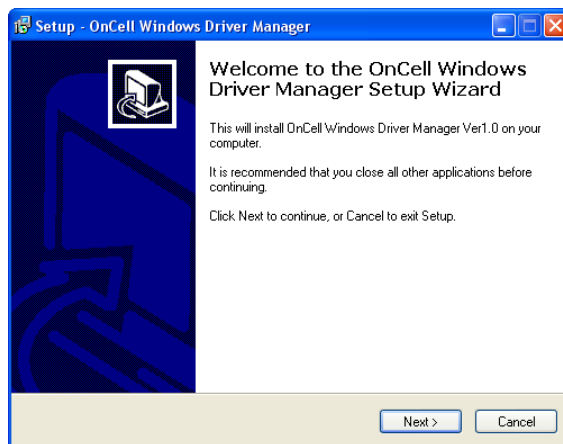 Setup - OnCell Windows Driver Manager
Welcome to the OnCell Windows
Driver Manager Setup Wizard
This will install OnCell Windows Driver Manager Ver1.0 on your
computer.
It is recommended that you close all other applications before
continuing.
Click Next to continue, or Cancel to exit Setup.
Next >
Cancel